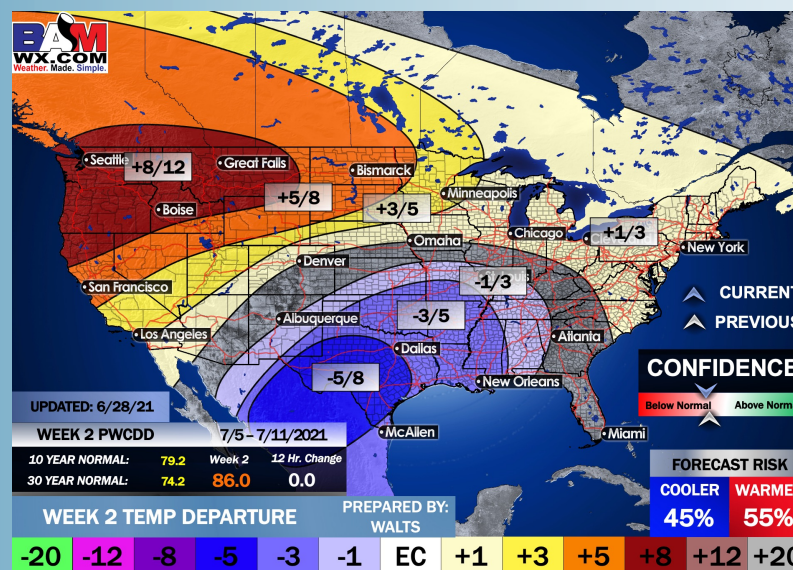 BAM
WX.COM
Weather. Made. Simple.
Seattle
+8/12
Great Falls
Bismarck
+5/8
Boise
Minneapolis
+3/5
Omaha
Chicago
+1/3
New York
Denver
-1/3
San Francisco
CURRENT
PREVIOUS
Albuquerque
-3/5
Los Angeles
Atlanta
Dallas
-5/8
New Orleans
CONFIDENCE
Below Normal Above Norm
UPDATED: 6/28/21
McAllen
Miami
WEEK 2 PWCDD 7/5 – 7/11/2021
10 YEAR NORMAL: 79.2 Week 2 12 Hr. Change
30 YEAR NORMAL: 74.2 86.0 0.0
FORECAST RISK
COOLER WARME
45% 55%
WEEK 2 TEMP DEPARTURE
PREPARED BY:
WALTS
-20 -12 -8 -5 -3 -1 EC +1 +3 +5 +8 +12 +20